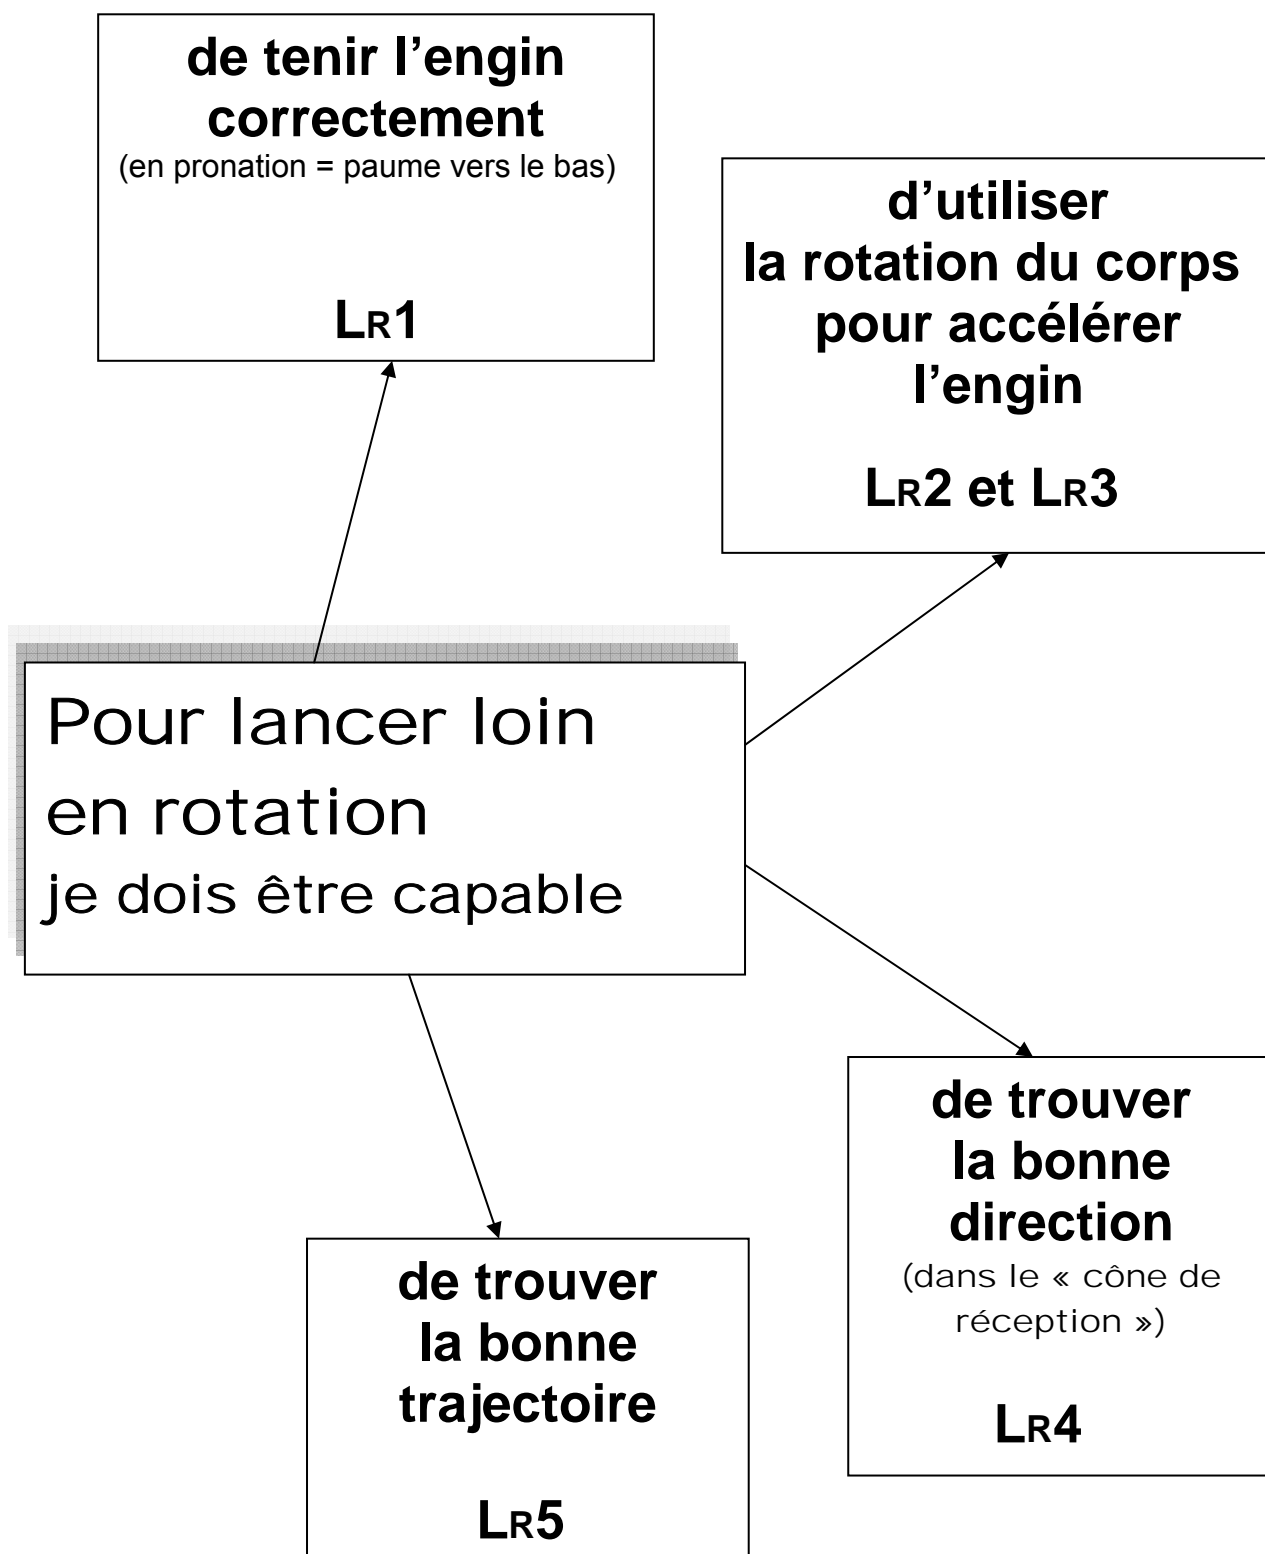 de tenir l’engin
correctement
(en pronation = paume vers le bas)
LR1
d’utiliser
la rotation du corps
pour accélérer
l’engin
LR2 et LR3
Pour lancer loin
en rotation
je dois être capable
de trouver
la bonne
direction
(dans le « cône de
réception »)
LR4
de trouver
la bonne
trajectoire
LR5